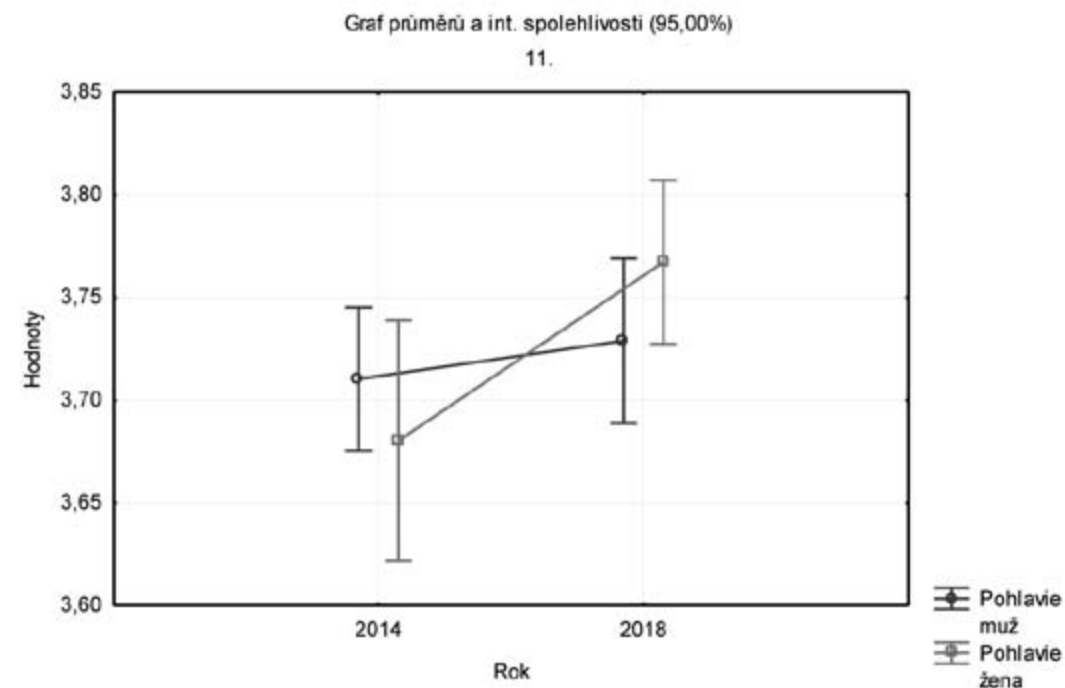 Graf průměrů a int. spolehlivosti (95,00%)
11.
3,85
3,80
3,75
3,70
3,65
3,60
Hodnoty
2014
2018
Rok
Pohlavie
muž
Pohlavie
žena